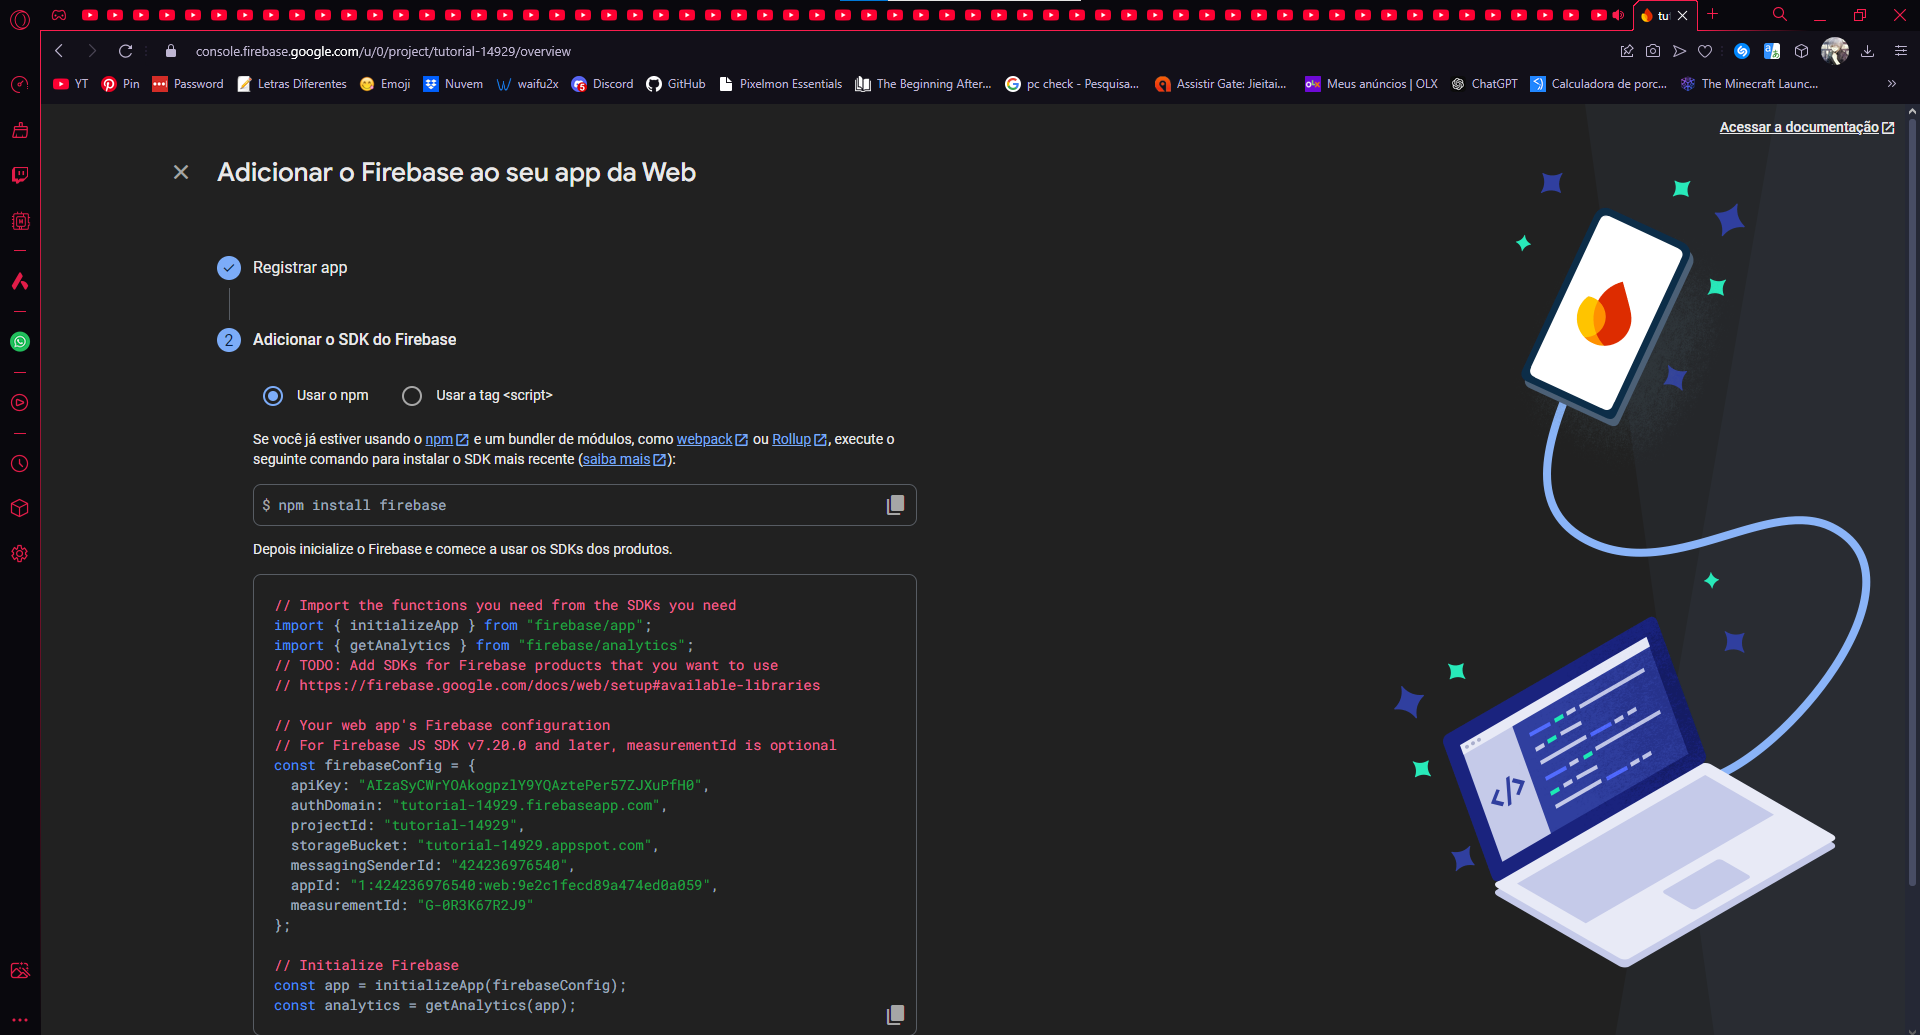 tu
console.firebase.google.com/u/0/project/tutorial-14929/overview
YT
Pin
Password
Letras Diferentes
Emoji
Nuvem
waifu2x
Discord
GitHub
Pixelmon Essentials
The Beginning After...
pc check - Pesquisa...
Assistir Gate: Jieitai...
Meus anúncios | OLX
ChatGPT
Calculadora de porc...
The Minecraft Launc...
Acessar a documentação
Adicionar o Firebase ao seu app da Web
Registrar app
2 Adicionar o SDK do Firebase
Usar o npm
Usar a tag <script>
Se você já estiver usando o npm e um bundler de módulos, como webpack ou Rollup, execute o
seguinte comando para instalar o SDK mais recente (saiba mais):
$ npm install firebase
Depois inicialize o Firebase e comece a usar os SDKs dos produtos.
// Import the functions you need from the SDKs you need
import { initializeApp } from "firebase/app";
import { getAnalytics } from "firebase/analytics";
// TODO: Add SDKs for Firebase products that you want to use
// https://firebase.google.com/docs/web/setup#available-libraries
// Your web app's Firebase configuration
// For Firebase JS SDK v7.20.0 and later, measurementId is optional
const firebaseConfig = {
apiKey: "AIzaSyCWrYOAkogpzlY9YQAztePer57ZJXuPfH0",
authDomain: "tutorial-14929.firebaseapp.com",
projectId: "tutorial-14929",
storageBucket: "tutorial-14929.appspot.com",
messagingSenderId: "424236976540",
appId: "1:424236976540:web:9e2c1fecd89a474ed0a059",
measurementId: "G-0R3K67R2J9"
};
// Initialize Firebase
const app = initializeApp(firebaseConfig);
const analytics = getAnalytics(app);